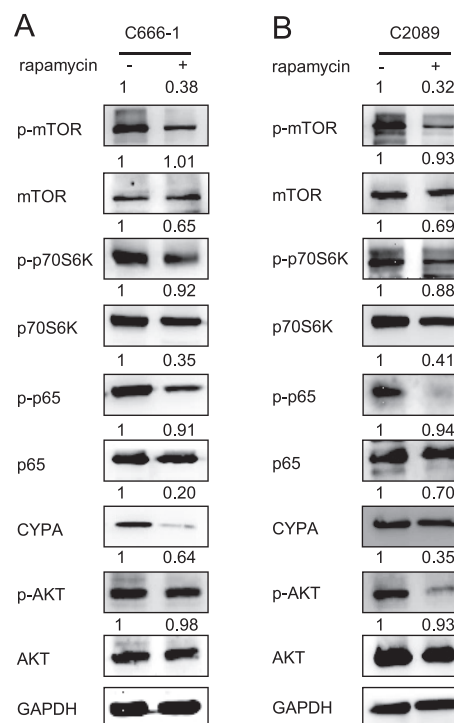 A
C666-1
rapamycin - +
1 0.38
p-mTOR
1 1.01
mTOR
1 0.65
p-p70S6K
1 0.92
p70S6K
1 0.35
p-p65
1 0.91
p65
1 0.20
CYPA
1 0.64
p-AKT
1 0.98
AKT
GAPDH
B
C2089
rapamycin - +
1 0.32
p-mTOR
1 0.93
mTOR
1 0.69
p-p70S6K
1 0.88
p70S6K
1 0.41
p-p65
1 0.94
p65
1 0.70
CYPA
1 0.35
p-AKT
1 0.93
AKT
GAPDH